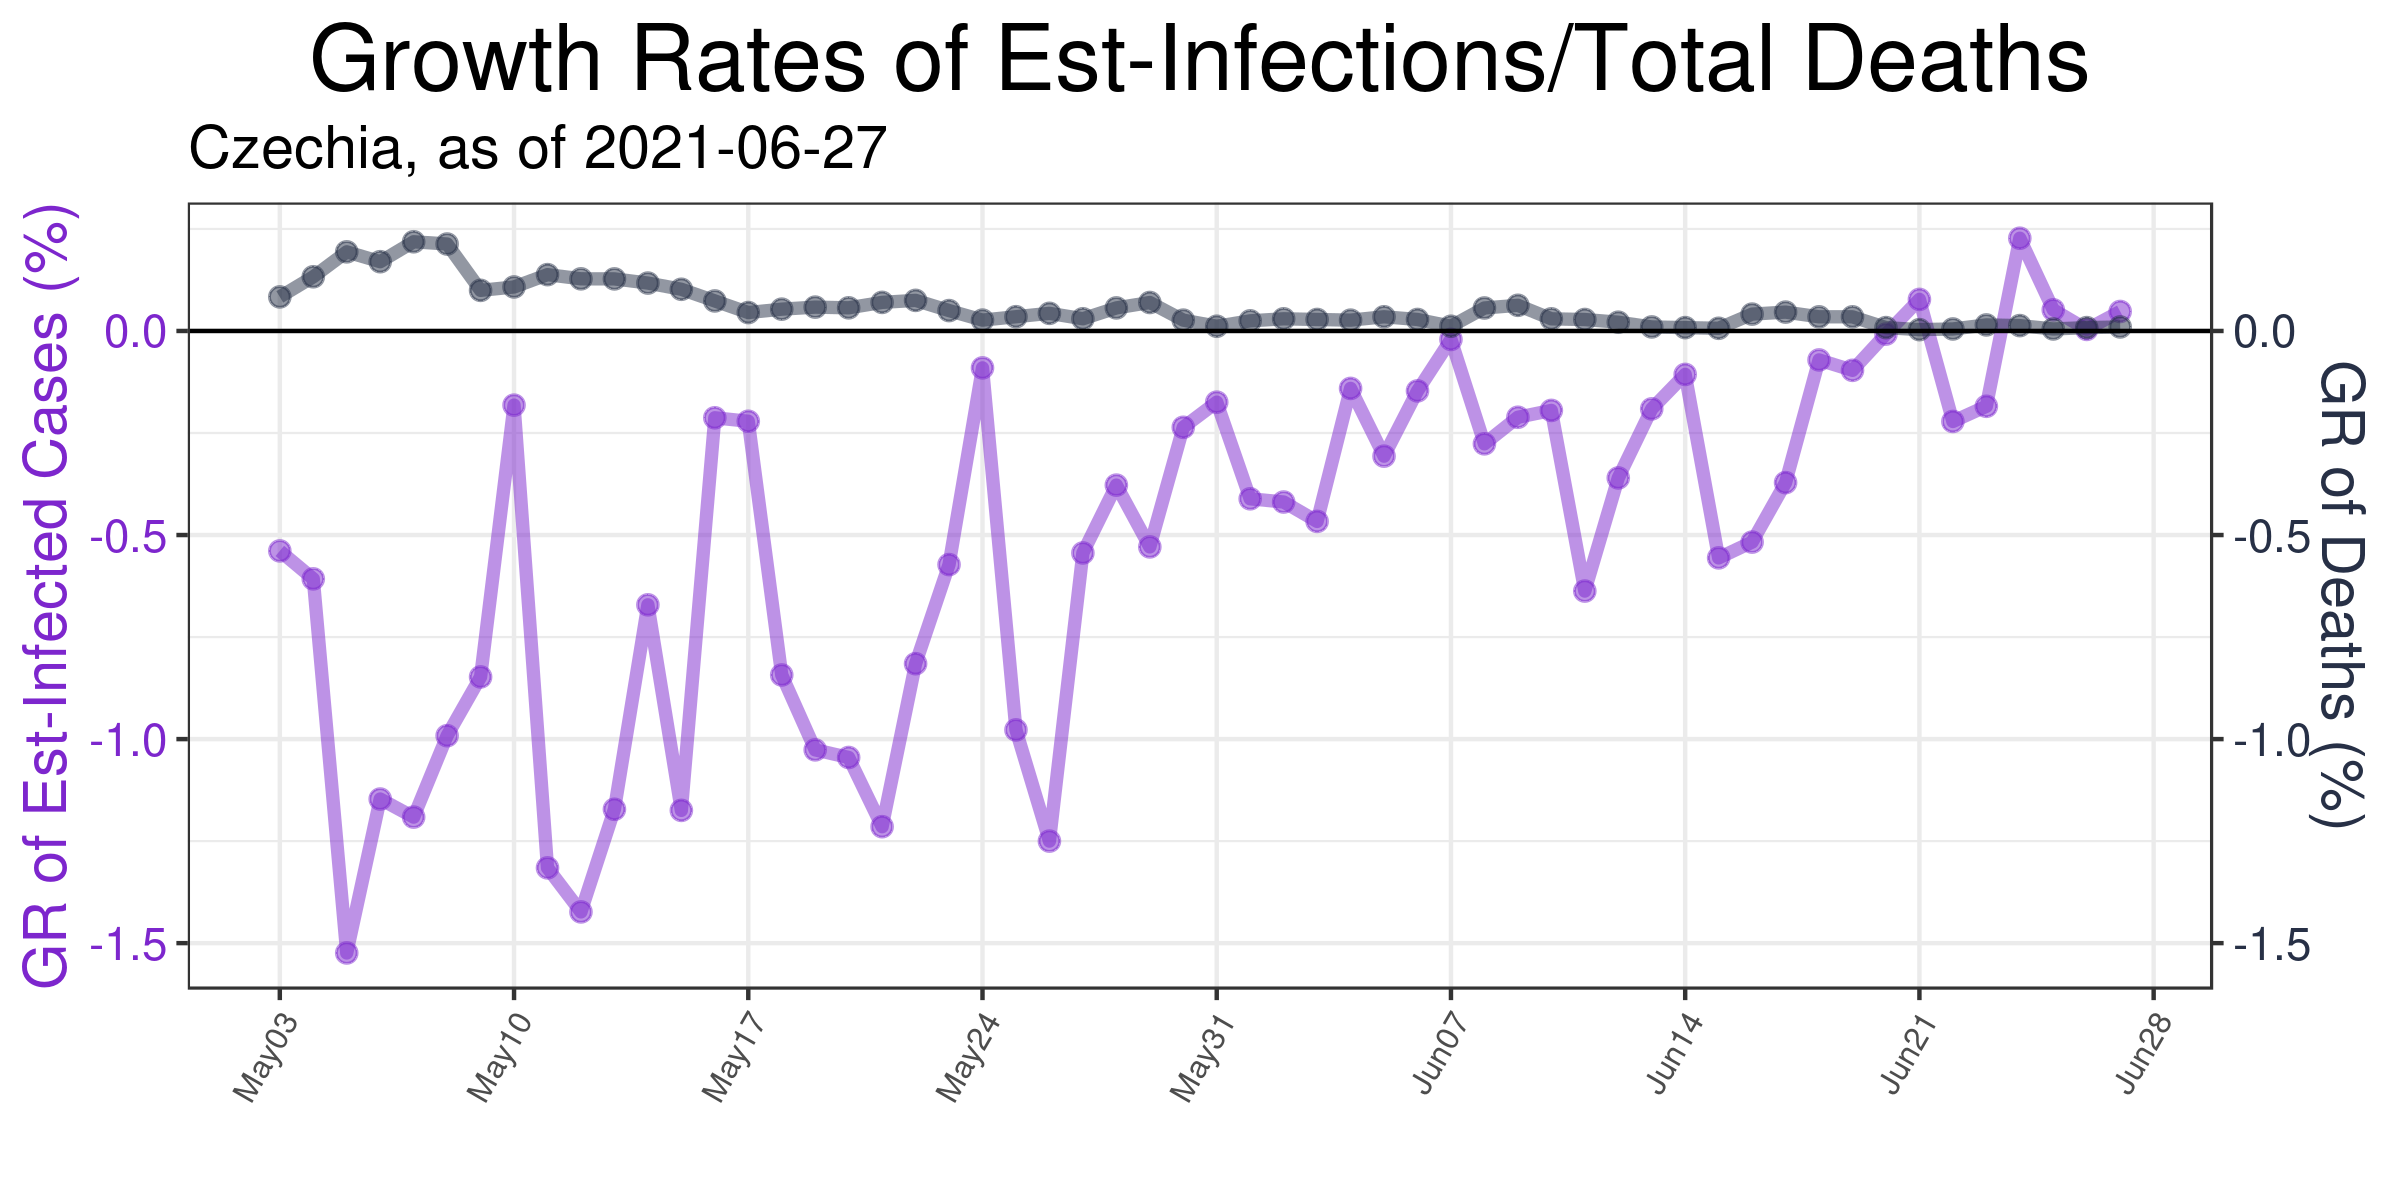 Growth Rates of Est-Infections/Total Deaths
Czechia, as of 2021-06-27
GR of Est-Infected Cases (%)
0.0
-0.5
-1.0
-1.5
0.0
-0.5
-1.0
-1.5
GR of Deaths (%)
May03
May10
May17
May24
May31
Jun07
Jun14
Jun21
Jun28